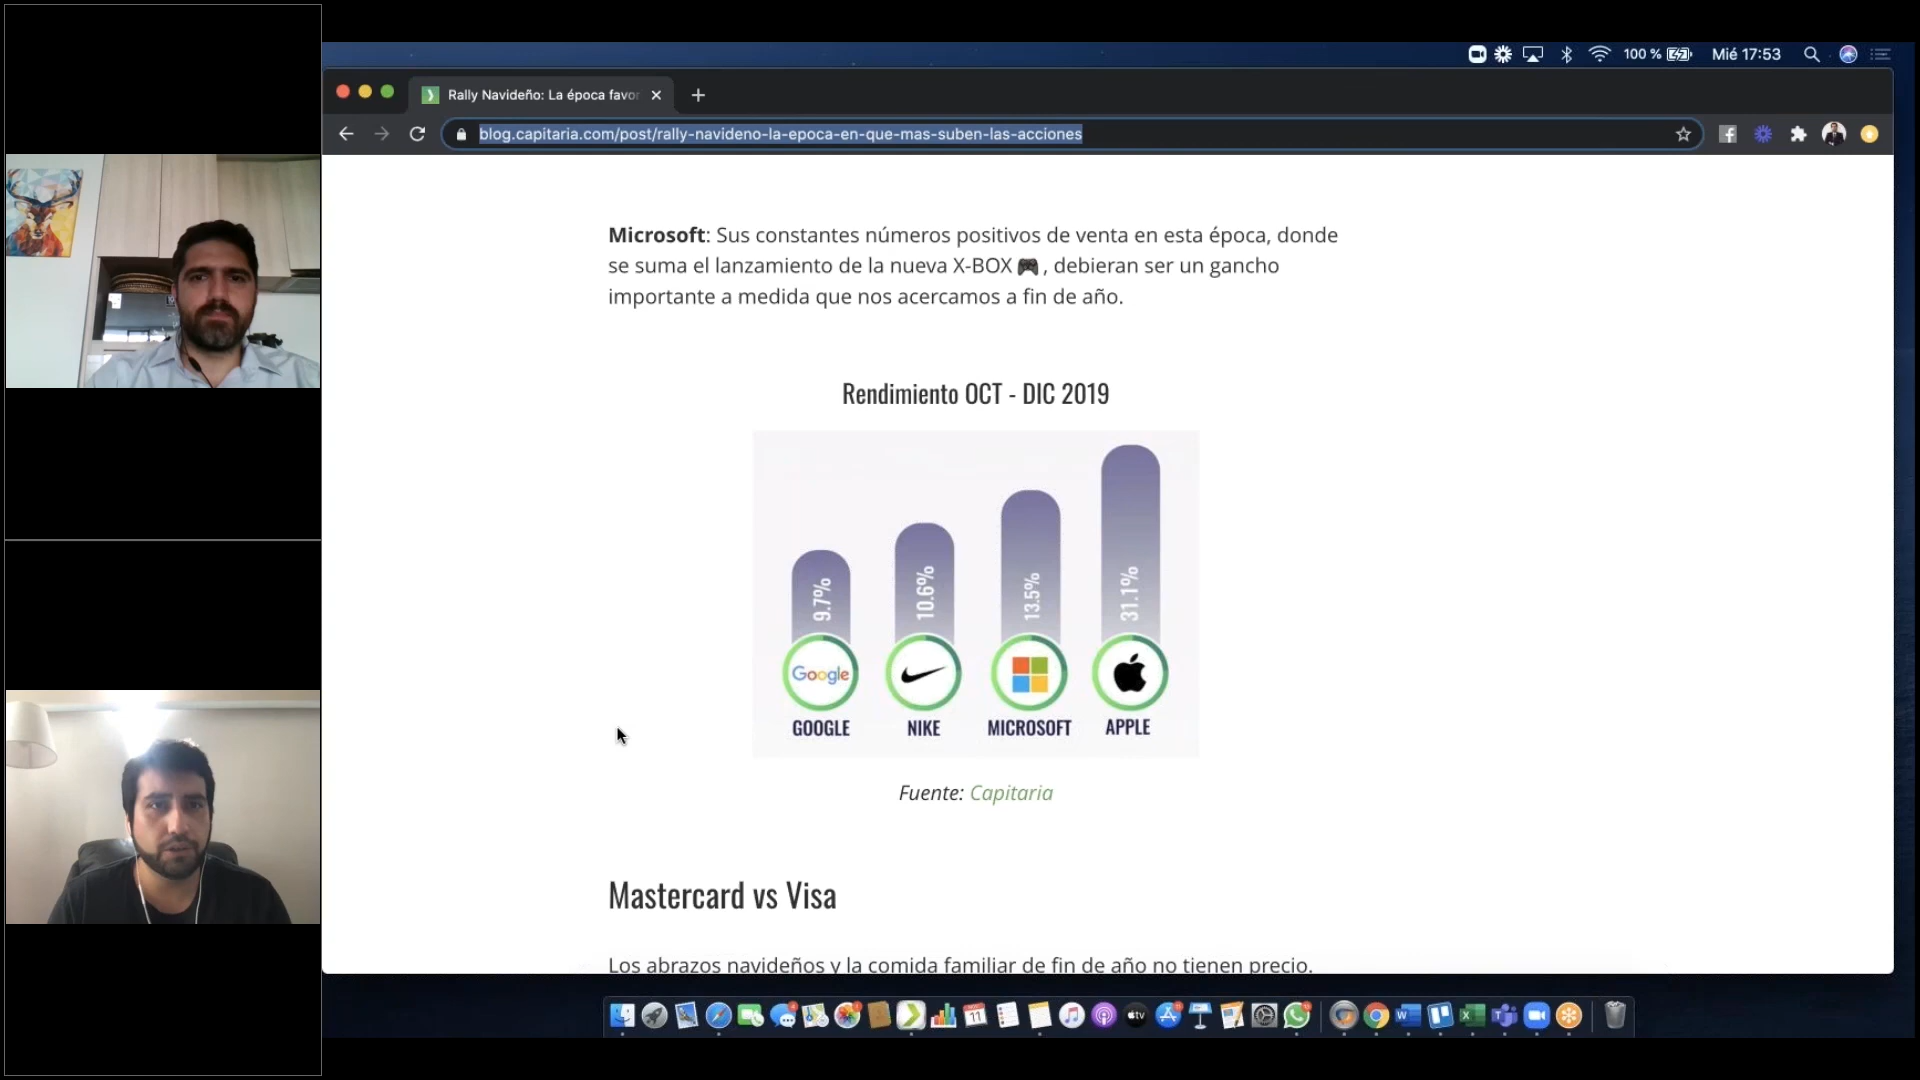 100 %
Mié 17:53
Rally Navideño: La época favor
blog.capitaria.com/post/rally-navideno-la-epoca-en-que-mas-suben-las-acciones
Microsoft: Sus constantes números positivos de venta en esta época, donde
se suma el lanzamiento de la nueva X-BOX 🎮, debieran ser un gancho
importante a medida que nos acercamos a fin de año.
Rendimiento OCT - DIC 2019
9.7%
10.6%
13.5%
31.1%
Google
GOOGLE
NIKE
MICROSOFT
APPLE
Fuente: Capitaria
Mastercard vs Visa
Los abrazos navideños y la comida familiar de fin de año no tienen precio.
11
tv